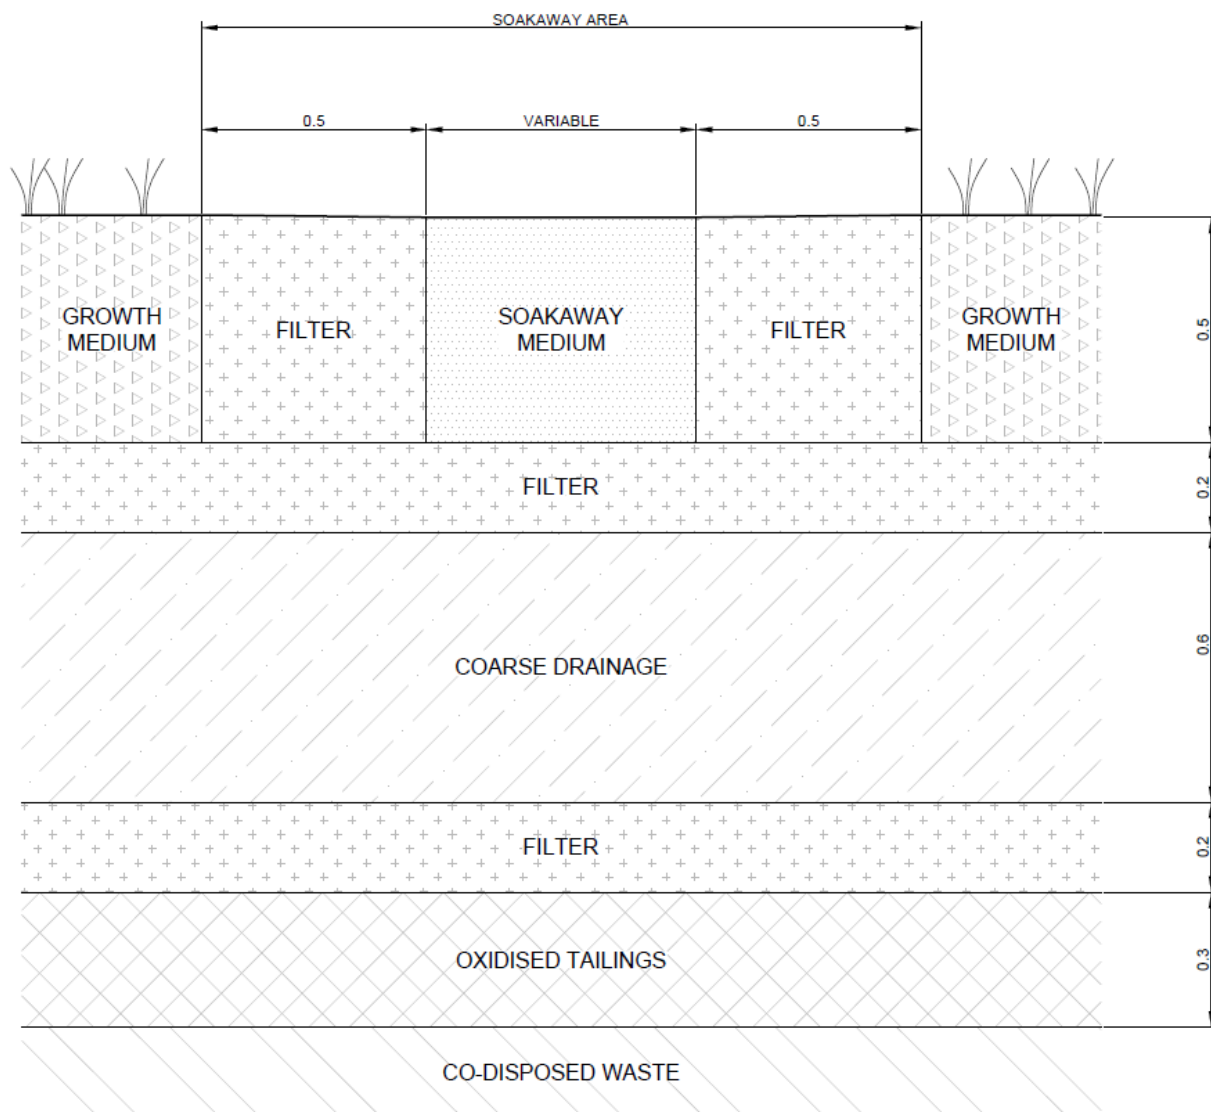 SOAKAWAY AREA
0.5
VARIABLE
0.5
GROWTH
MEDIUM
FILTER
SOAKAWAY
MEDIUM
FILTER
GROWTH
MEDIUM
0.5
FILTER
0.2
COARSE DRAINAGE
0.6
FILTER
0.2
OXIDISED TAILINGS
0.3
CO-DISPOSED WASTE